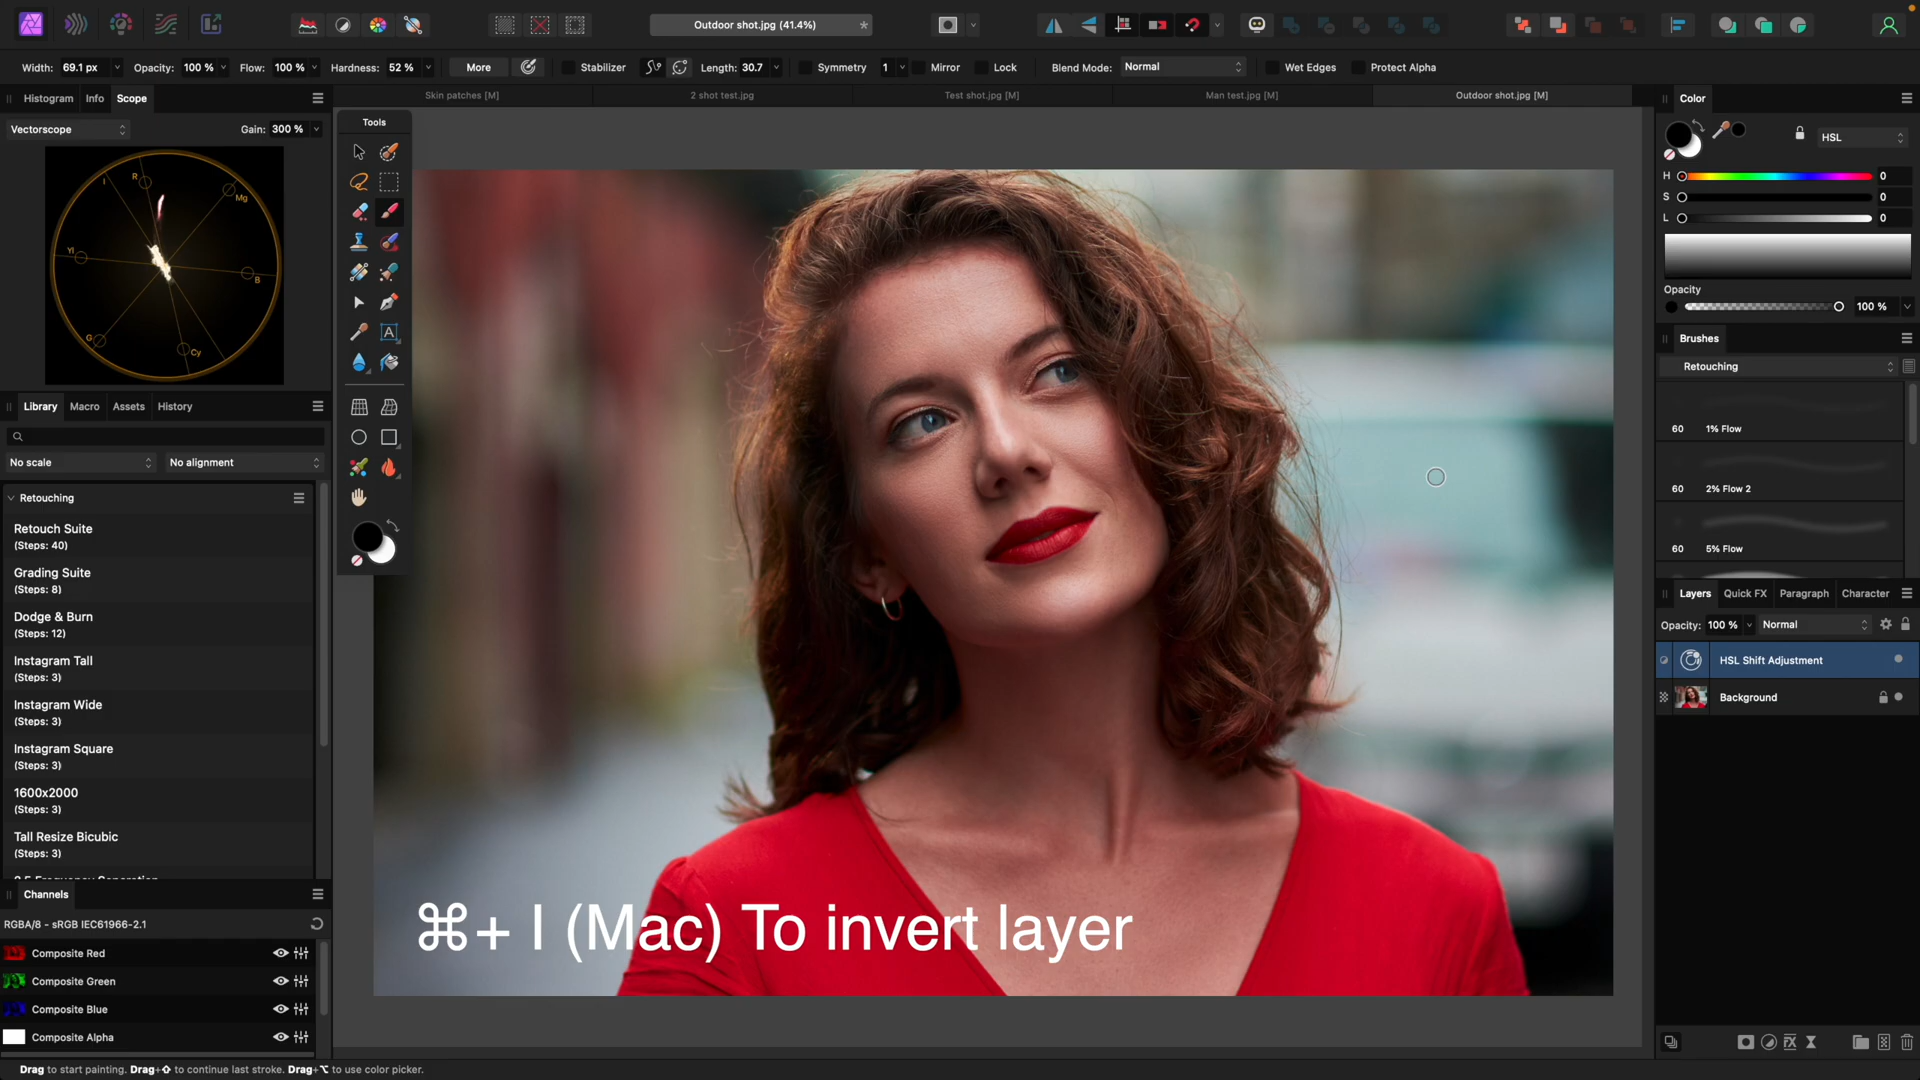 Outdoor shot.jpg (41.4%)
Width: 69.1 px Opacity: 100 % Flow: 100 % Hardness: 52 % More Stabilizer Length: 30.7 Symmetry 1 Mirror Lock Blend Mode: Normal Wet Edges Protect Alpha
Skin patches [M] 2 shot test.jpg Test shot.jpg [M] Man test.jpg [M] Outdoor shot.jpg [M]
Histogram Info Scope
Vectorscope Gain: 300 %
R
I
Mg
Yl
B
G
Cy
Library Macro Assets History
No scale No alignment
Retouching
Retouch Suite
(Steps: 40)
Grading Suite
(Steps: 8)
Dodge & Burn
(Steps: 12)
Instagram Tall
(Steps: 3)
Instagram Wide
(Steps: 3)
Instagram Square
(Steps: 3)
1600x2000
(Steps: 3)
Tall Resize Bicubic
(Steps: 3)
Channels
RGBA/8 - sRGB IEC61966-2.1
Composite Red
Composite Green
Composite Blue
Composite Alpha
Tools
A
⌘+ I (Mac) To invert layer
Color
HSL
H 0
S 0
L 0
Opacity
100 %
Brushes
Retouching
60 1% Flow
60 2% Flow 2
60 5% Flow
Layers Quick FX Paragraph Character
Opacity: 100 % Normal
HSL Shift Adjustment
Background
FX
Drag to start painting. Drag+⇧ to continue last stroke. Drag+⌥ to use color picker.